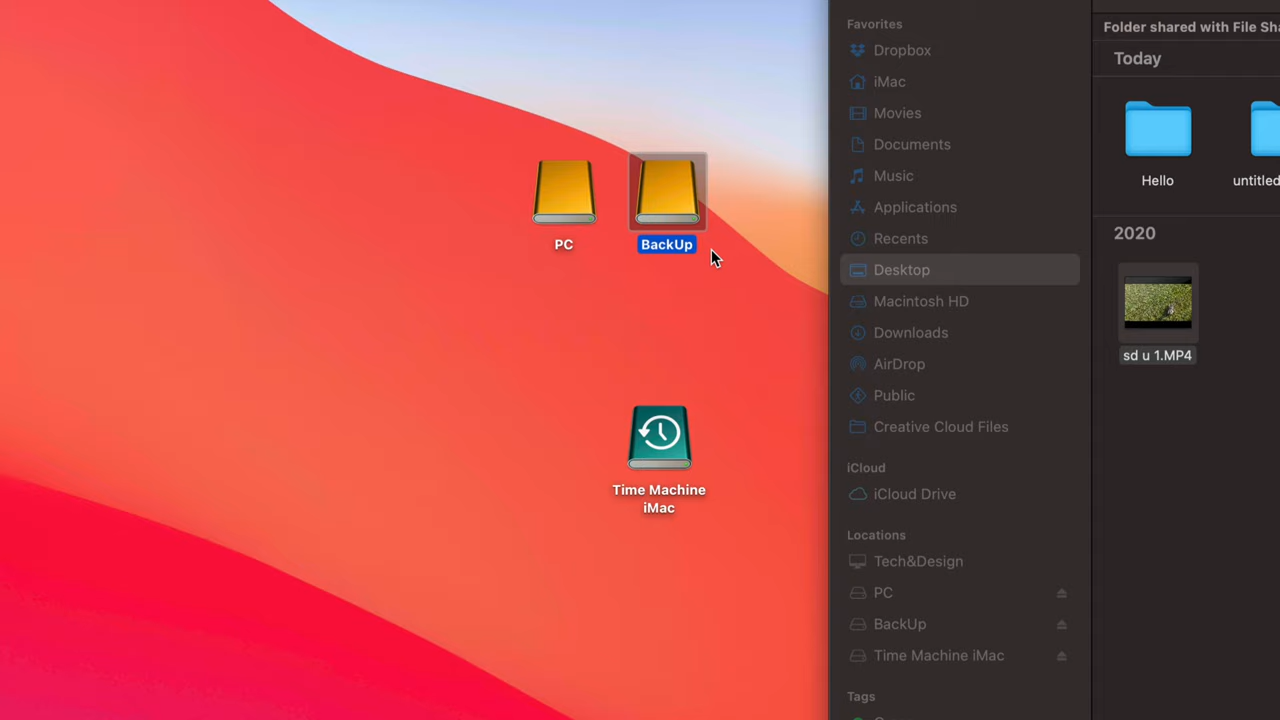 PC
BackUp
Time Machine
iMac
Favorites
Dropbox
iMac
Movies
Documents
Music
Applications
Recents
Desktop
Macintosh HD
Downloads
AirDrop
Public
Creative Cloud Files
iCloud
iCloud Drive
Locations
Tech&Design
PC
BackUp
Time Machine iMac
Tags
Folder shared with File Sha
Today
Hello
untitled
2020
sd u 1.MP4